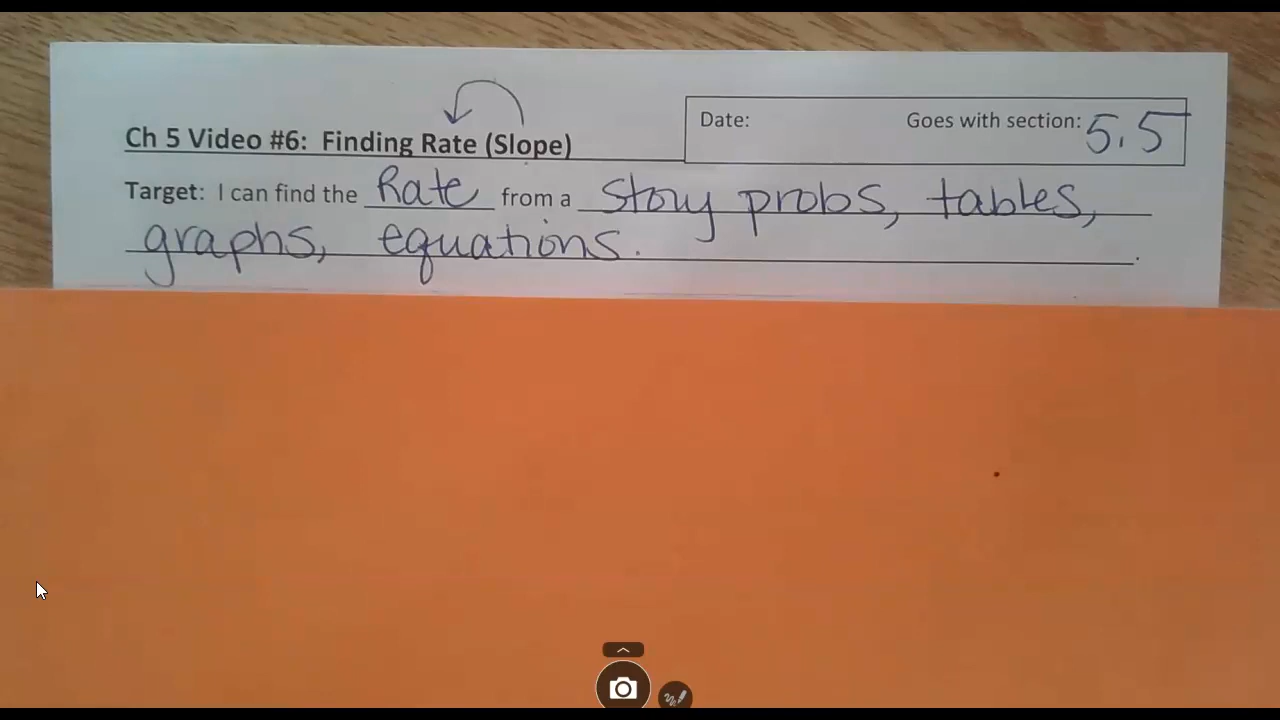 Ch 5 Video #6: Finding Rate (Slope)
Date: Goes with section: 5.5
Target: I can find the Rate from a story probs, tables,
graphs, equations.